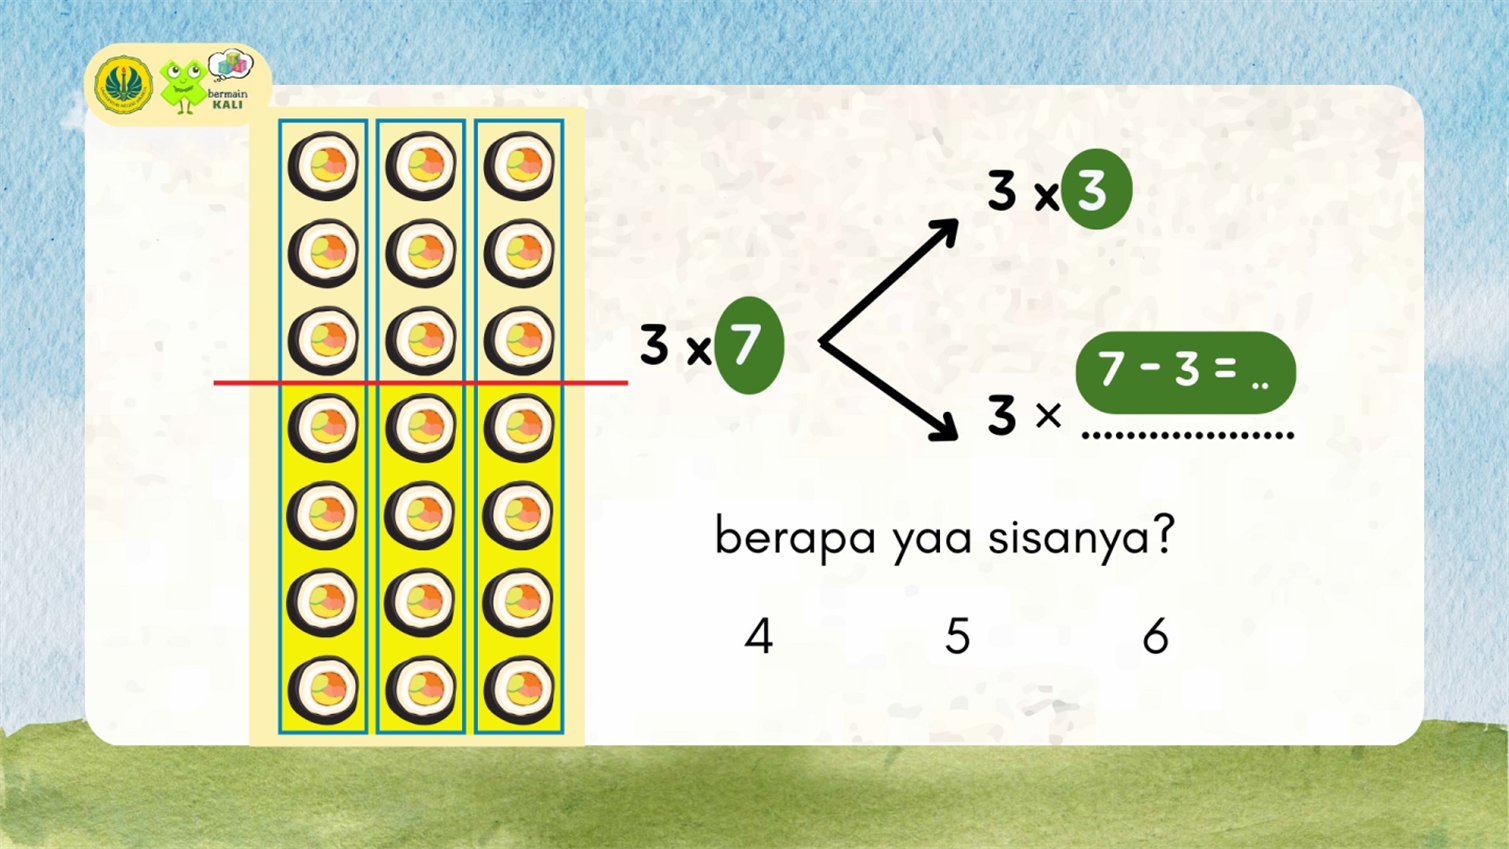 bermain
KALI
3 x 3
3 x 7
7 - 3 = ..
3 ×
..................
berapa yaa sisanya?
4 5 6